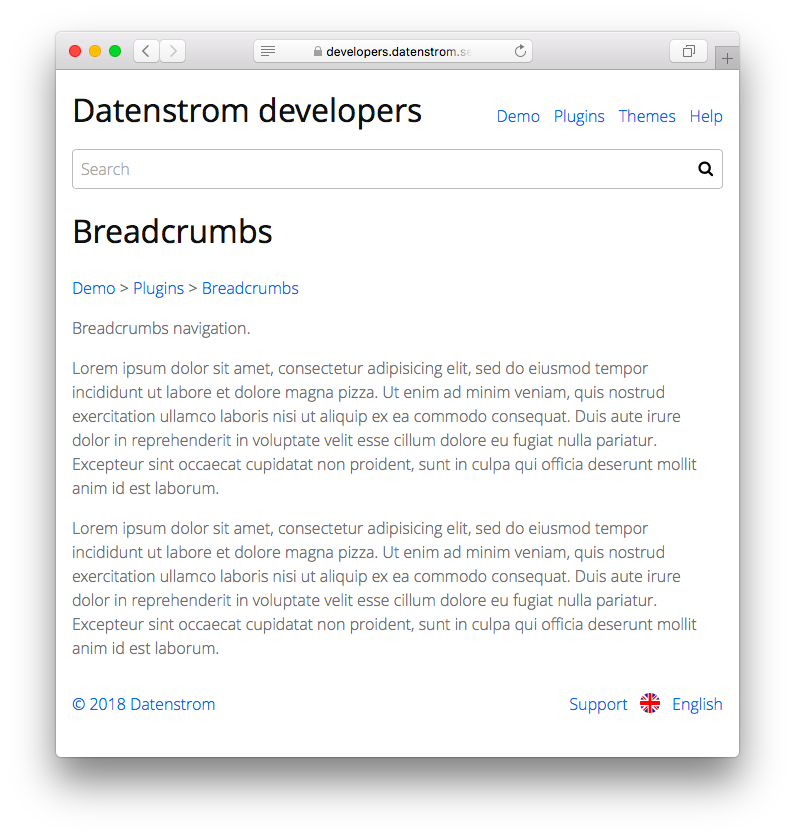 developers.datenstrom.se
Datenstrom developers
Demo Plugins Themes Help
Search
Breadcrumbs
Demo > Plugins > Breadcrumbs
Breadcrumbs navigation.
Lorem ipsum dolor sit amet, consectetur adipisicing elit, sed do eiusmod tempor
incididunt ut labore et dolore magna pizza. Ut enim ad minim veniam, quis nostrud
exercitation ullamco laboris nisi ut aliquip ex ea commodo consequat. Duis aute irure
dolor in reprehenderit in voluptate velit esse cillum dolore eu fugiat nulla pariatur.
Excepteur sint occaecat cupidatat non proident, sunt in culpa qui officia deserunt mollit
anim id est laborum.
Lorem ipsum dolor sit amet, consectetur adipisicing elit, sed do eiusmod tempor
incididunt ut labore et dolore magna pizza. Ut enim ad minim veniam, quis nostrud
exercitation ullamco laboris nisi ut aliquip ex ea commodo consequat. Duis aute irure
dolor in reprehenderit in voluptate velit esse cillum dolore eu fugiat nulla pariatur.
Excepteur sint occaecat cupidatat non proident, sunt in culpa qui officia deserunt mollit
anim id est laborum.
© 2018 Datenstrom Support English